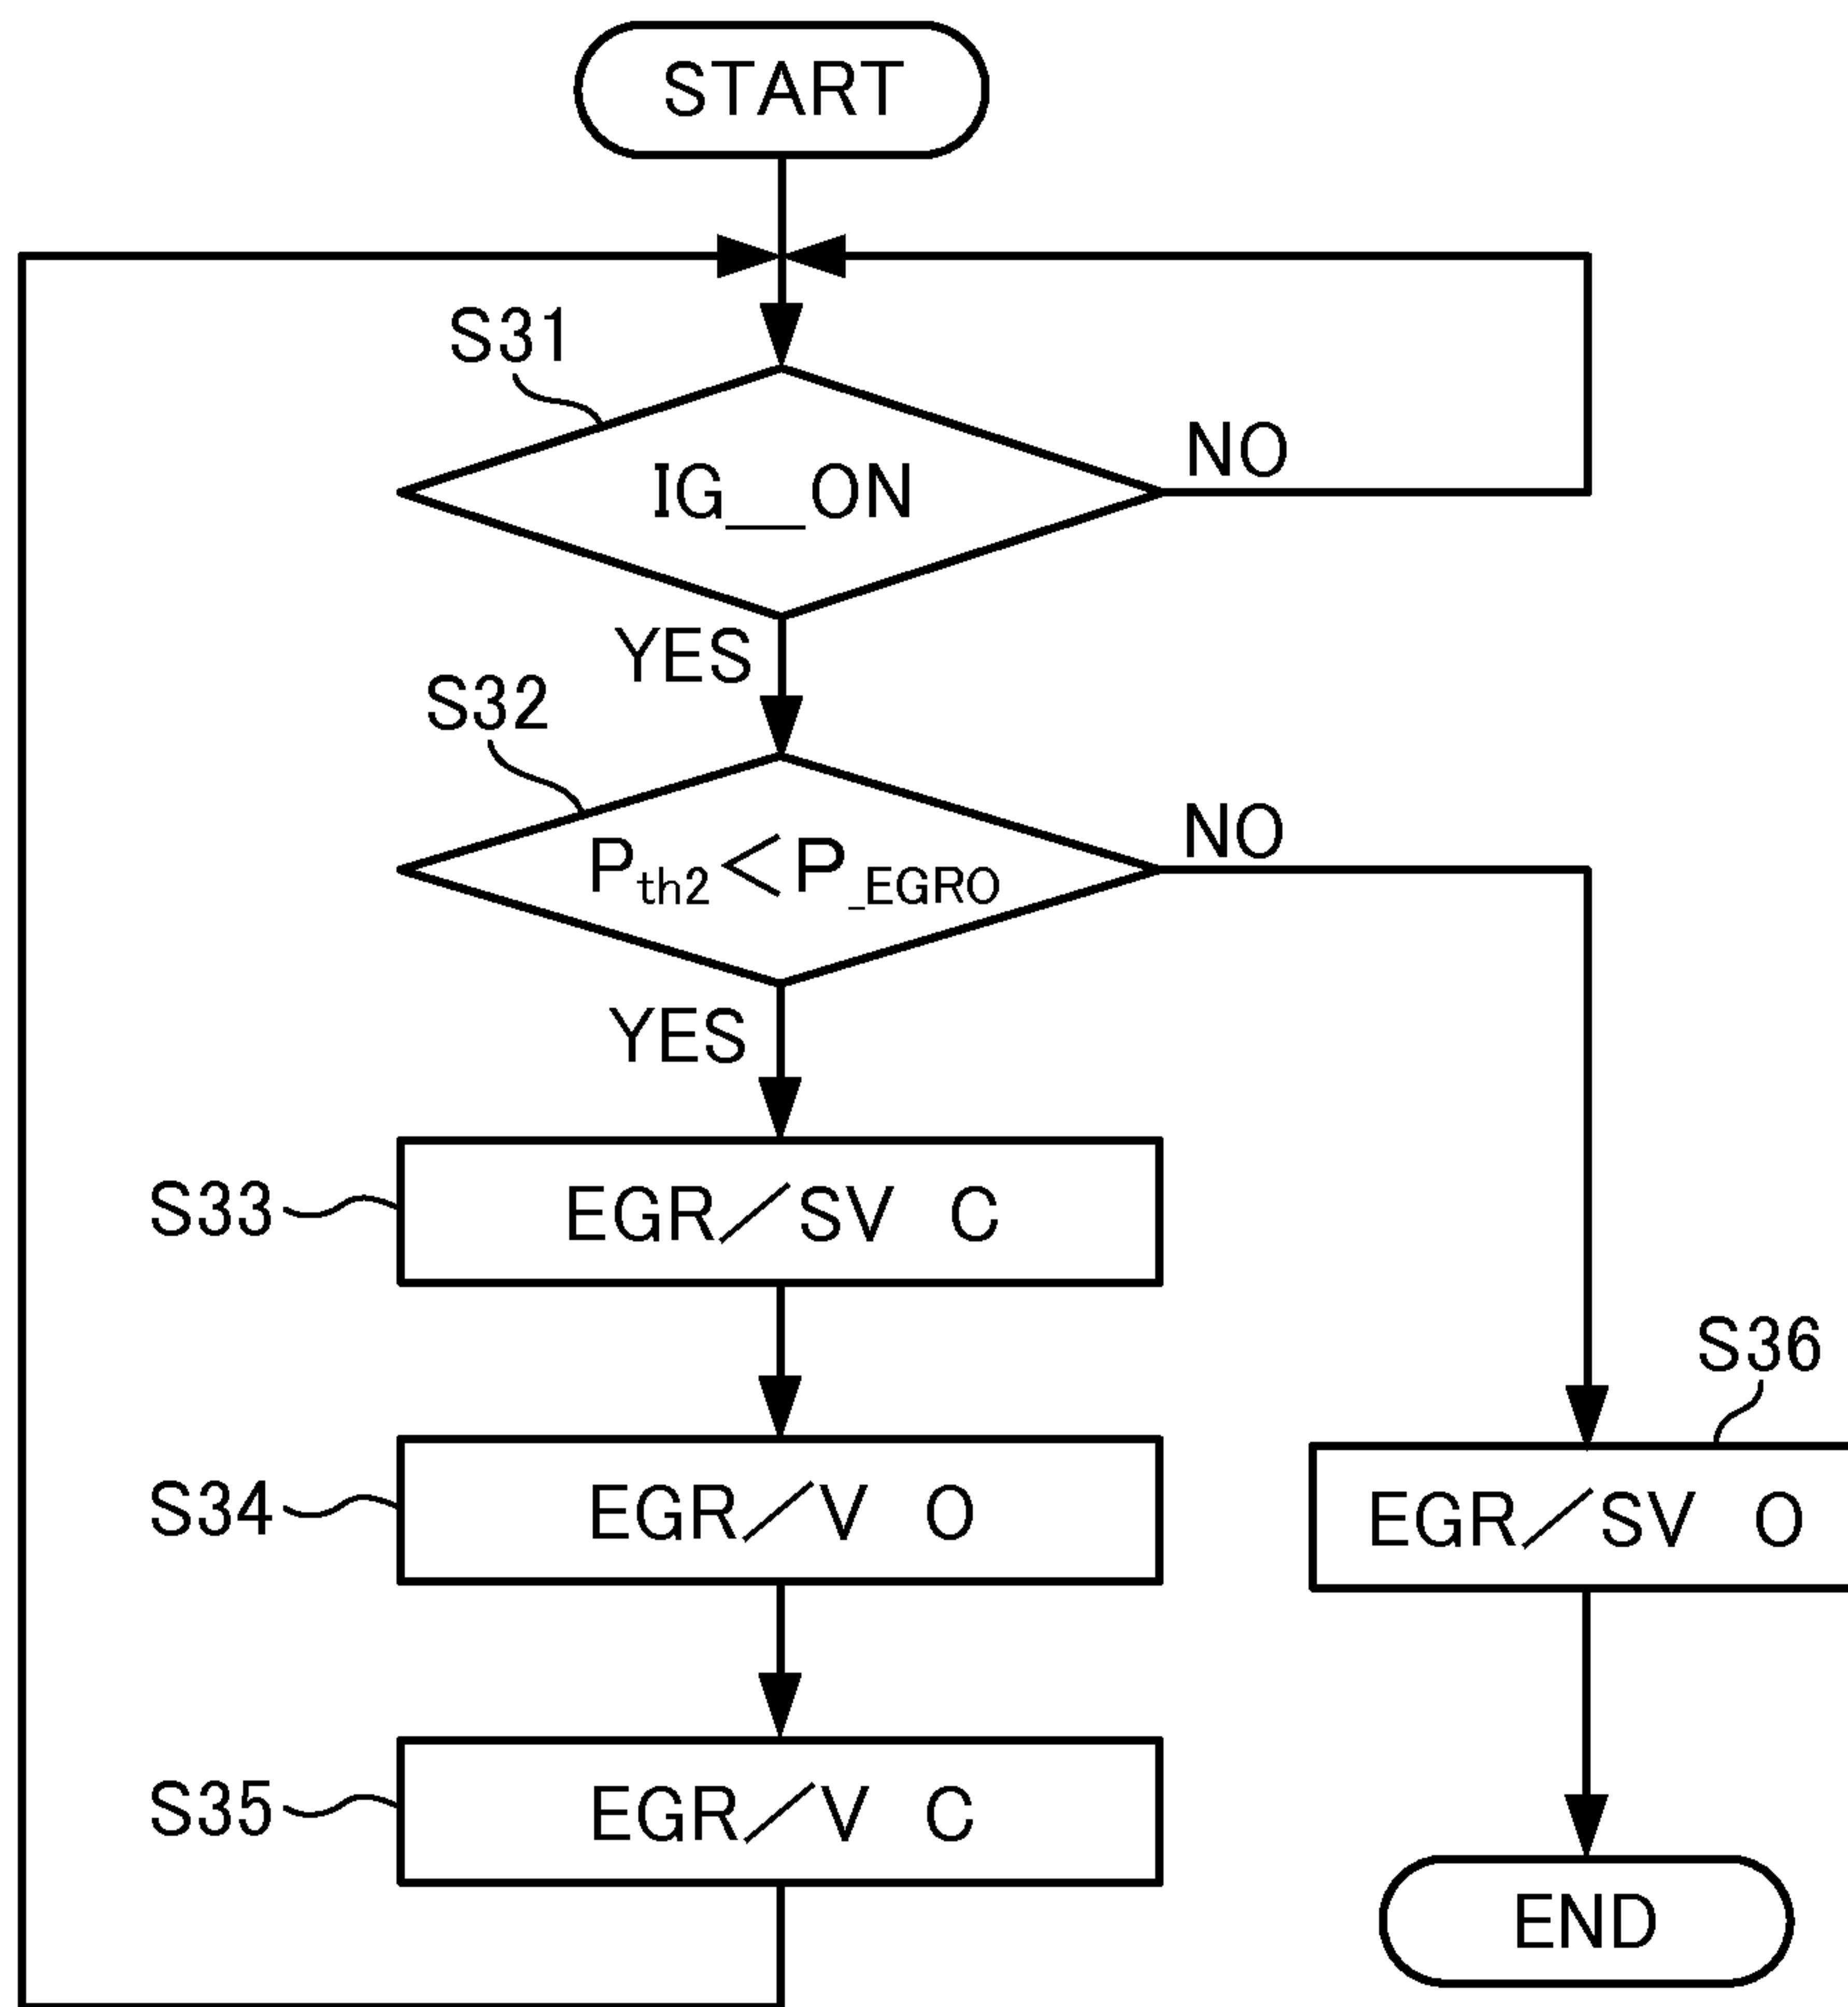 START
S31
IG__ON
NO
YES
S32
Pth2<P_EGRO
NO
YES
S33
EGR/SV C
S34
EGR/V O
S36
EGR/SV O
S35
EGR/V C
END